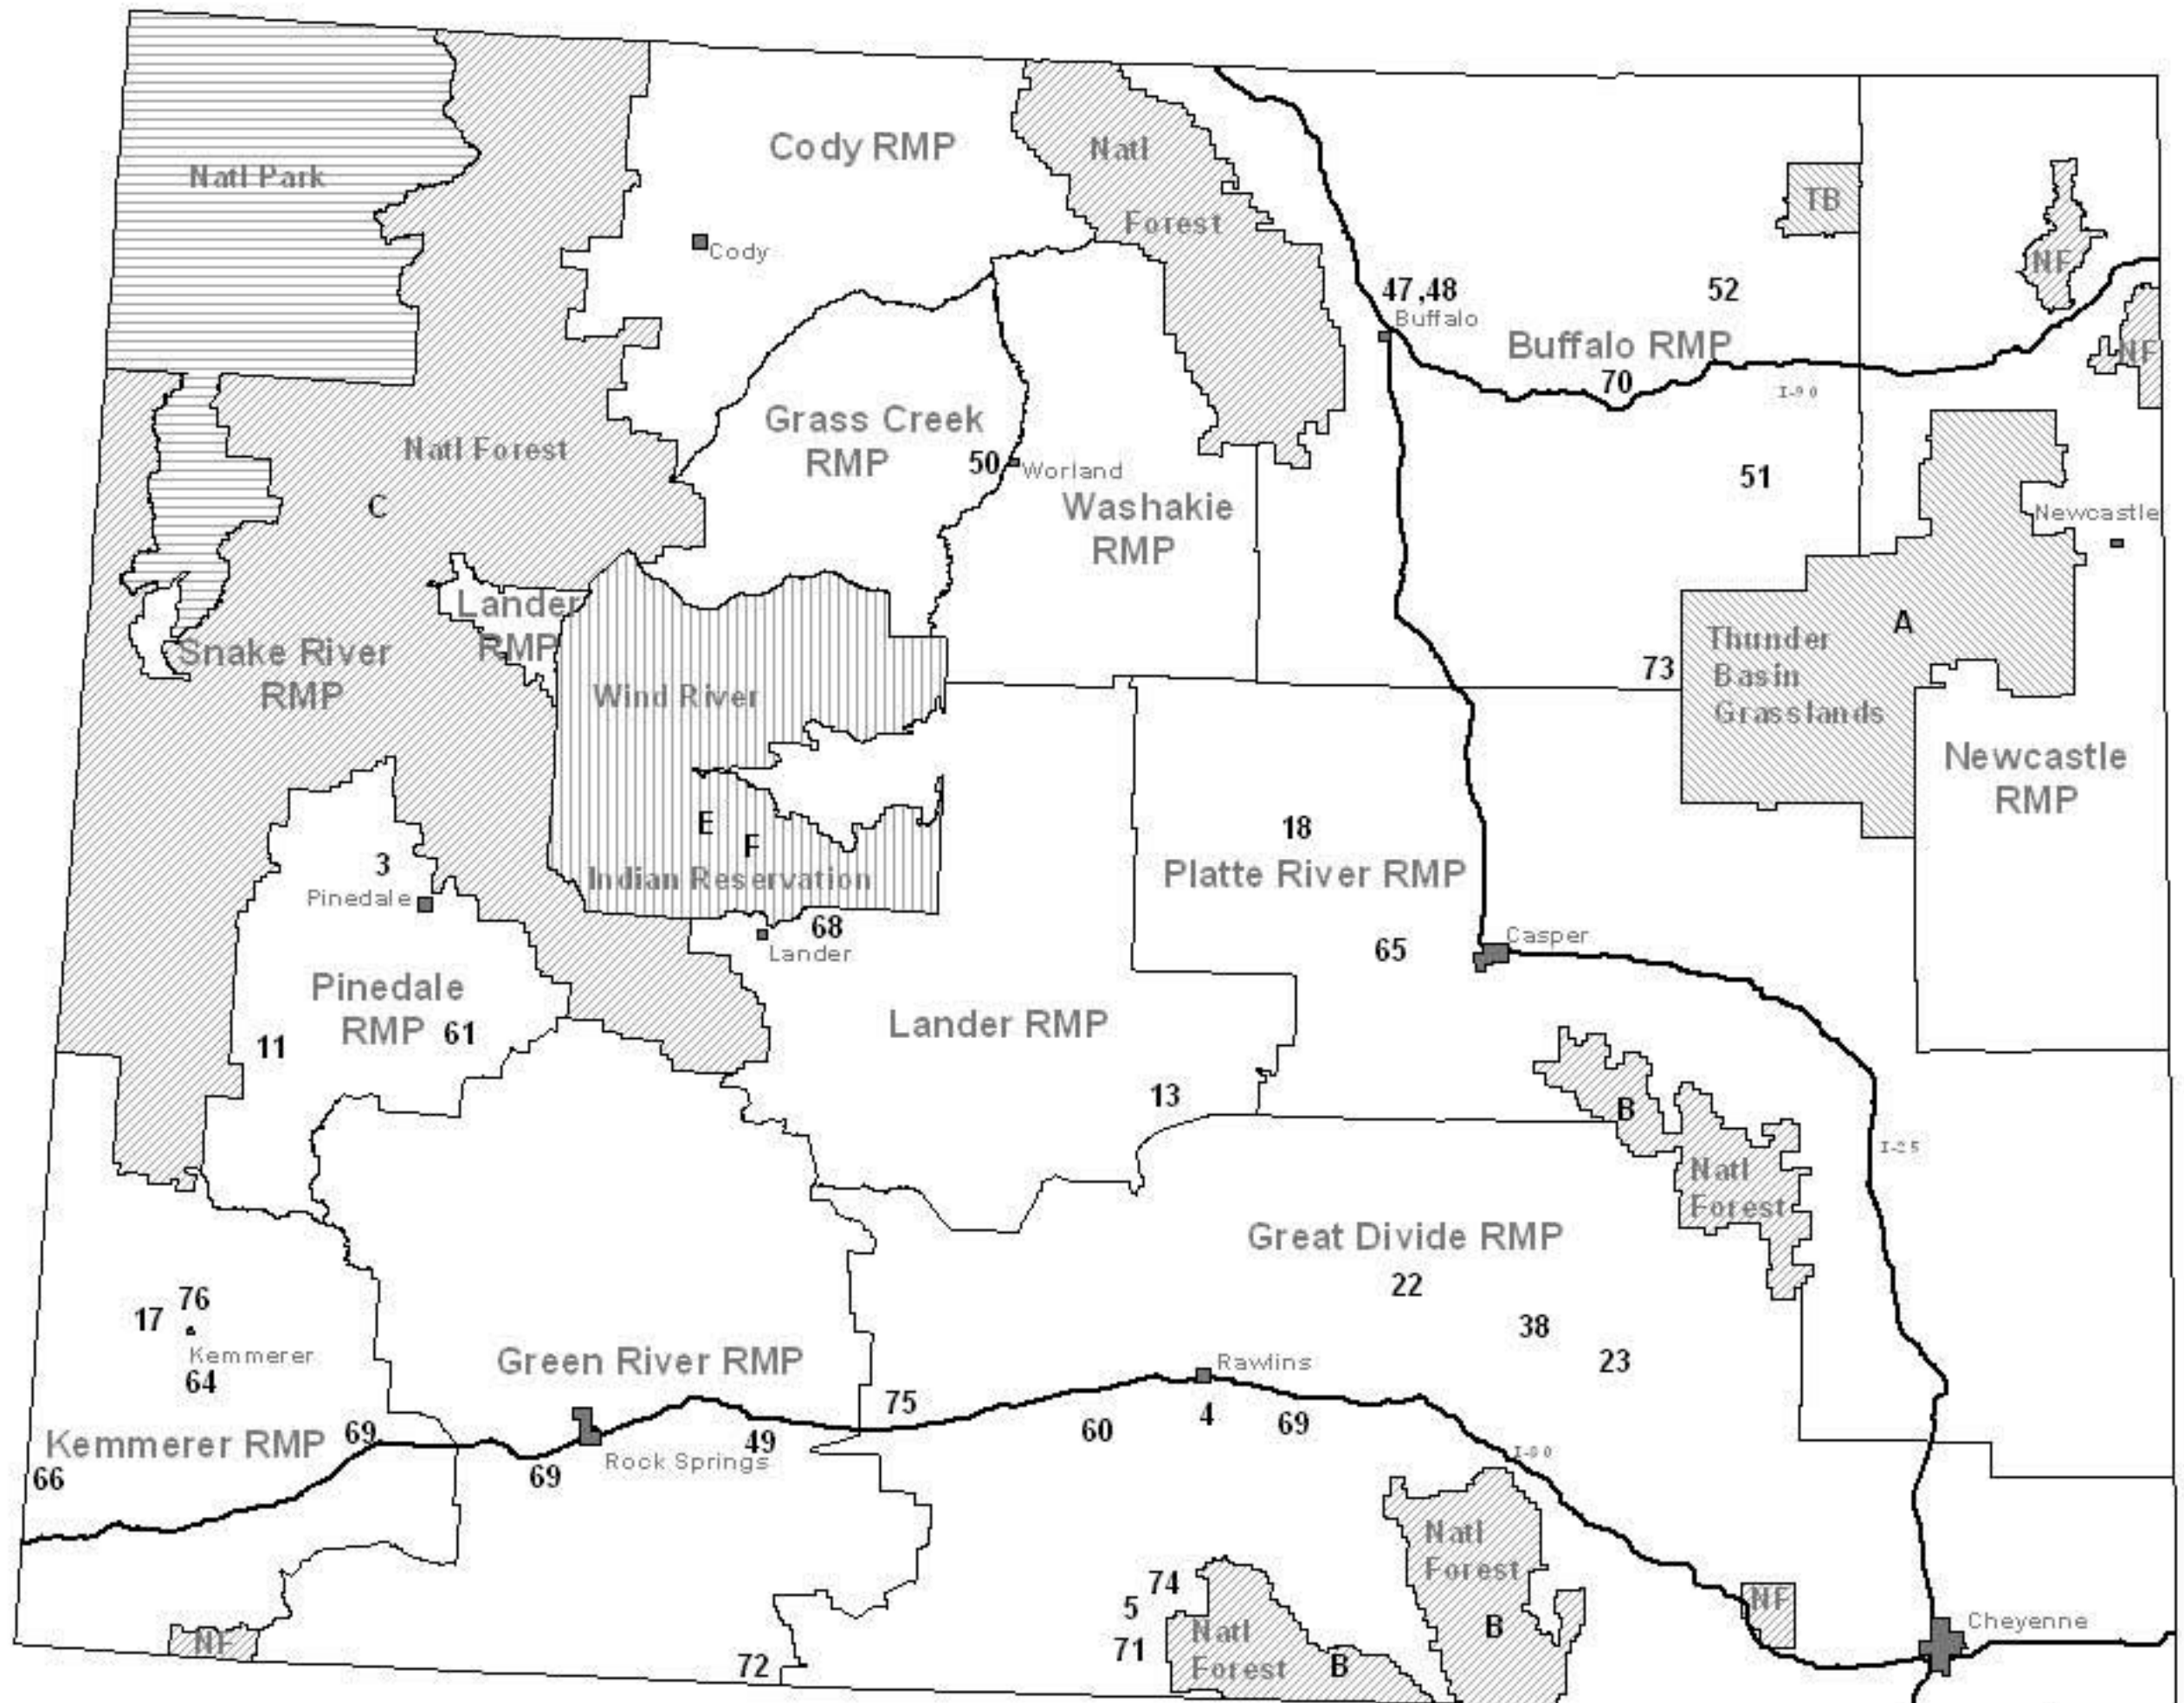 Cody RMP
Natl
Natl Park
TB
Forest
Cody
NF
47,48
52
Buffalo
Buffalo RMP
NF
70
I-90
Grass Creek
RMP
Natl Forest
50
Worland
51
C
Washakie
RMP
Newcastle
Lander
RMP
A
Thunder
Basin
Grasslands
Snake River
RMP
73
Wind River
Newcastle
RMP
E
F
18
3
Platte River RMP
Indian Reservation
Pinedale
68
Lander
65
Casper
Pinedale
RMP
61
11
Lander RMP
13
B
I-25
Natl
Forest
Great Divide RMP
22
76
17
38
Kemmerer
64
Green River RMP
Rawlins
23
75
4
69
60
69
Kemmerer RMP
49
66
69
Rock Springs
I-80
Natl
Forest
74
5
71
Natl
Forest
B
B
NF
Cheyenne
NF
72